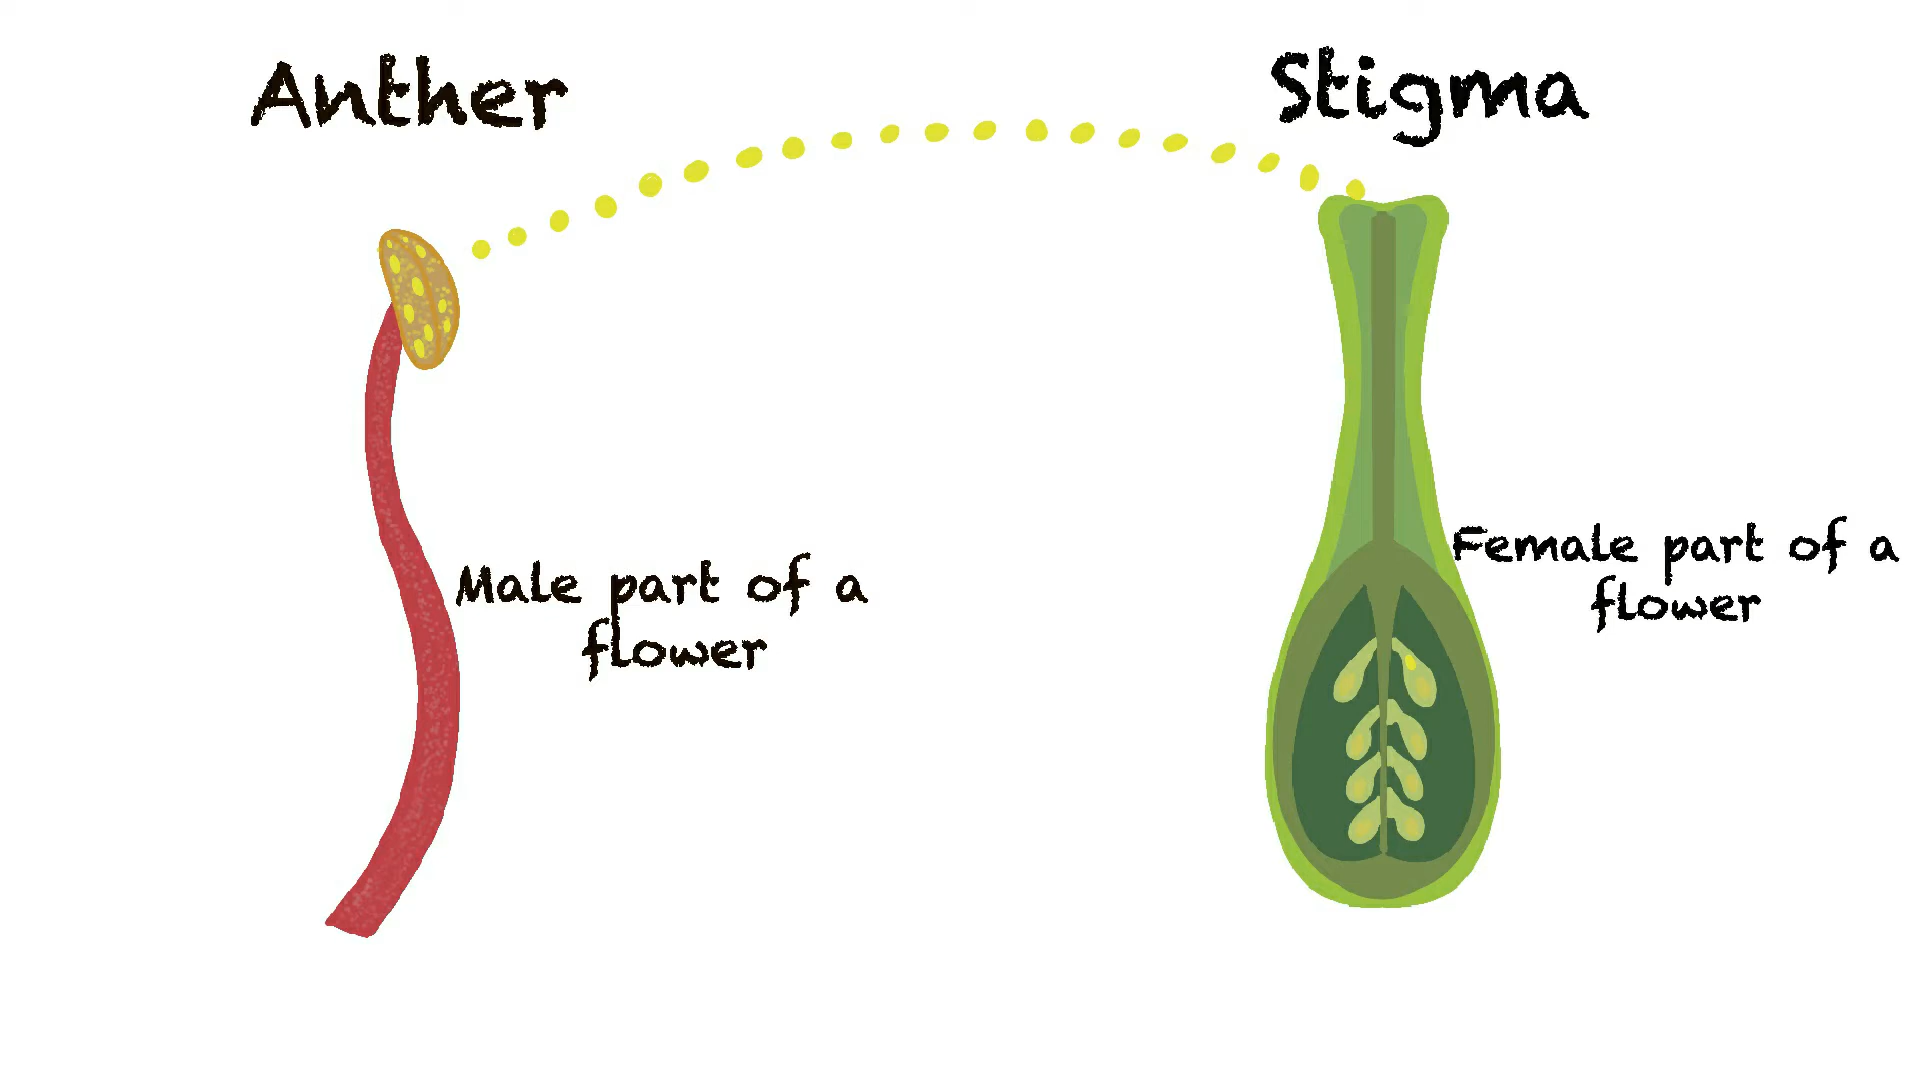 Anther
Stigma
Male part of a
flower
Female part of a
flower